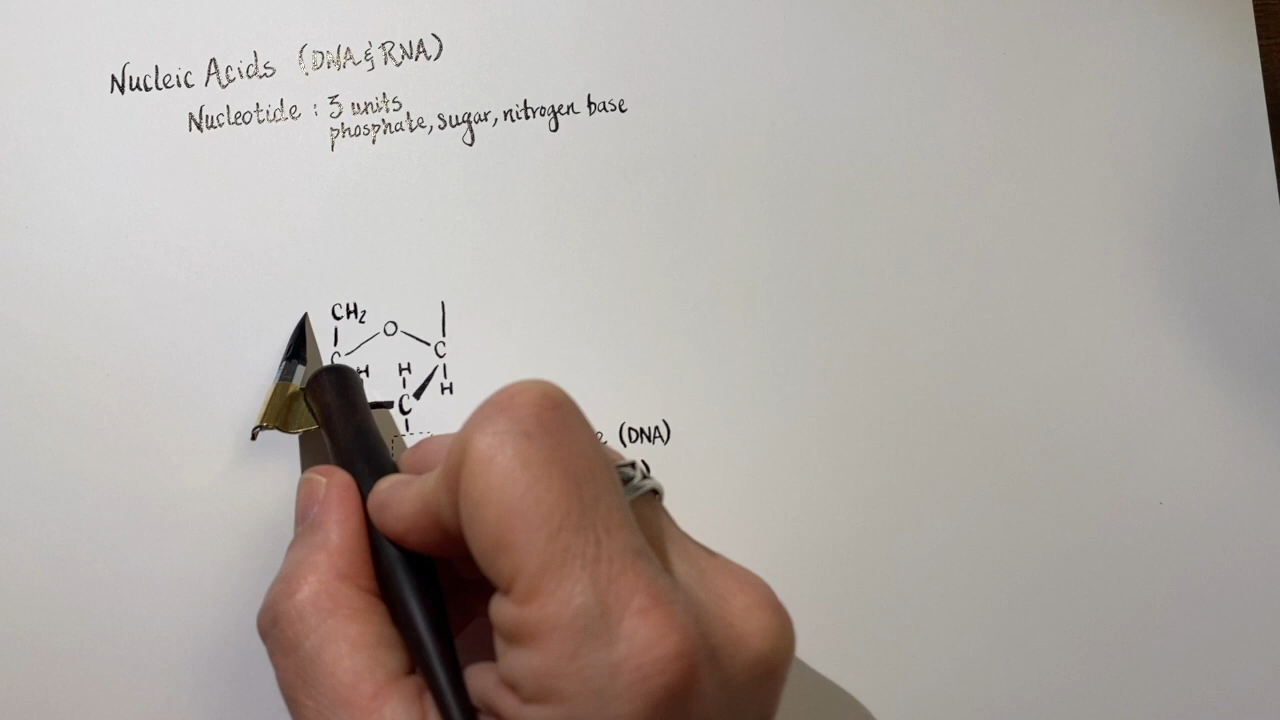 Nucleic Acids (DNA & RNA)
Nucleotide : 3 units
phosphate, sugar, nitrogen base
CH₂
O
C C
H H
H
C
(DNA)